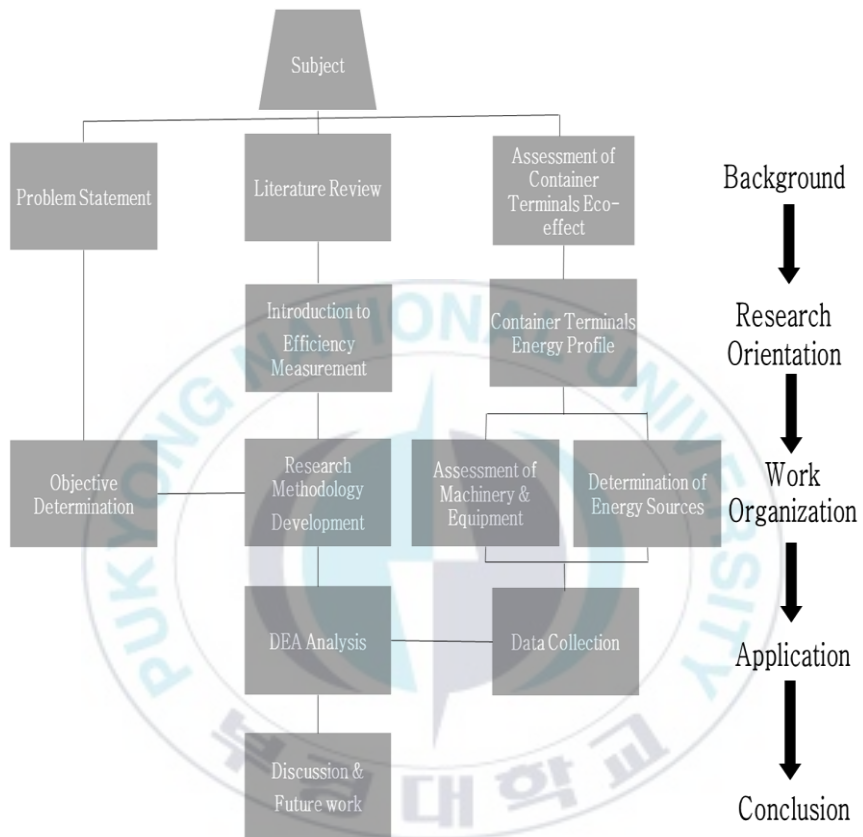 Subject
Problem Statement
Literature Review
Assessment of
Container
Terminals Eco-
effect
Background
Introduction to
Efficiency
Measurement
Container Terminals
Energy Profile
Research
Orientation
Objective
Determination
Research
Methodology
Development
Assessment of
Machinery &
Equipment
Determination of
Energy Sources
Work
Organization
DEA Analysis
Data Collection
Application
Discussion &
Future work
Conclusion
PUKYONG NATIONAL UNIVERSITY
부경대학교